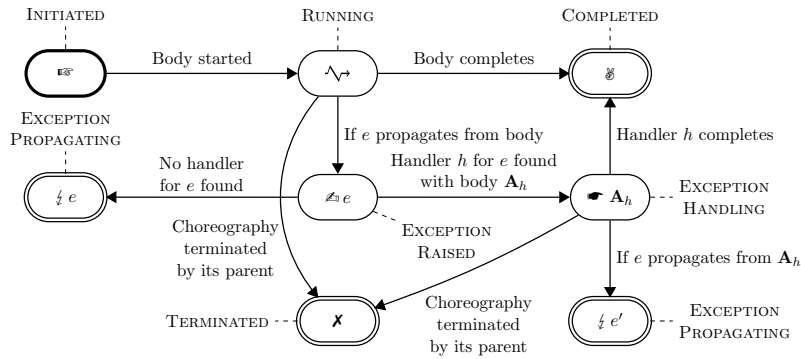 INITIATED
RUNNING
COMPLETED
Body started
Body completes
☞
✌
EXCEPTION
PROPAGATING
If e propagates from body
Handler h completes
No handler
for e found
Handler h for e found
with body A_h
↯ e
✍ e
☛ A_h
EXCEPTION
HANDLING
Choreography
terminated
by its parent
EXCEPTION
RAISED
If e propagates from A_h
Choreography
terminated
by its parent
TERMINATED
✗
↯ e′
EXCEPTION
PROPAGATING